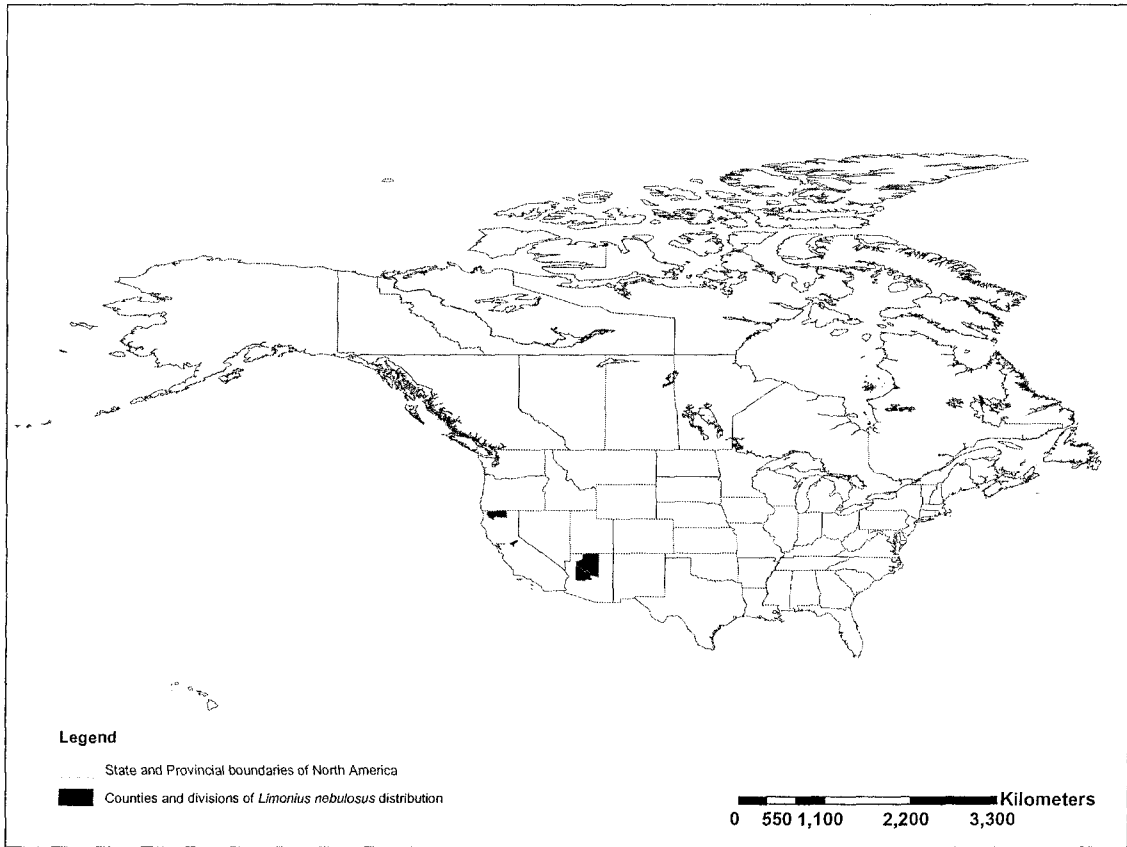 Legend
State and Provincial boundaries of North America
Counties and divisions of Limonius nebulosus distribution
Kilometers
0 550 1,100 2,200 3,300